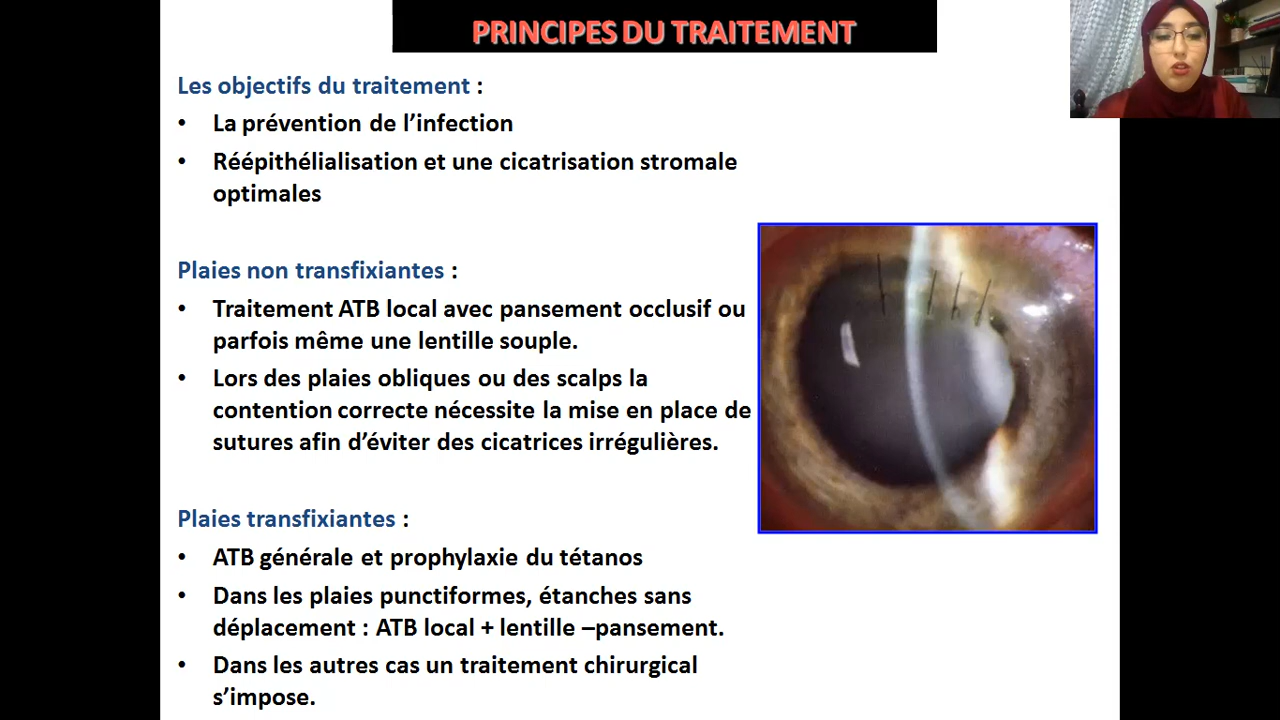 PRINCIPES DU TRAITEMENT
Les objectifs du traitement :
• La prévention de l’infection
• Réépithélialisation et une cicatrisation stromale
optimales
Plaies non transfixiantes :
• Traitement ATB local avec pansement occlusif ou
parfois même une lentille souple.
• Lors des plaies obliques ou des scalps la
contention correcte nécessite la mise en place de
sutures afin d’éviter des cicatrices irrégulières.
Plaies transfixiantes :
• ATB générale et prophylaxie du tétanos
• Dans les plaies punctiformes, étanches sans
déplacement : ATB local + lentille –pansement.
• Dans les autres cas un traitement chirurgical
s’impose.